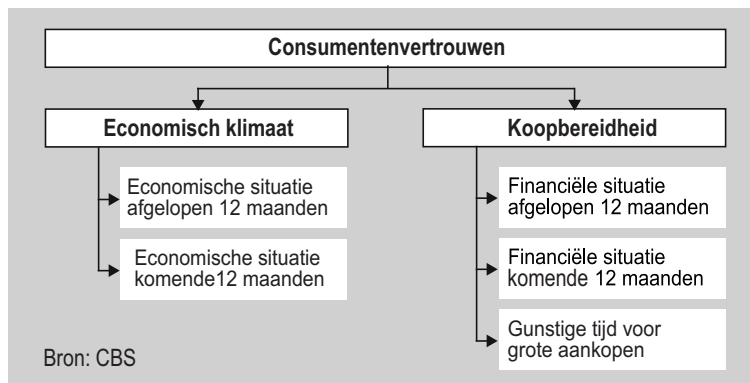 Consumentenvertrouwen
Economisch klimaat
Economische situatie
afgelopen 12 maanden
Economische situatie
komende12 maanden
Koopbereidheid
Financiële situatie
afgelopen 12 maanden
Financiële situatie
komende 12 maanden
Gunstige tijd voor
grote aankopen
Bron: CBS